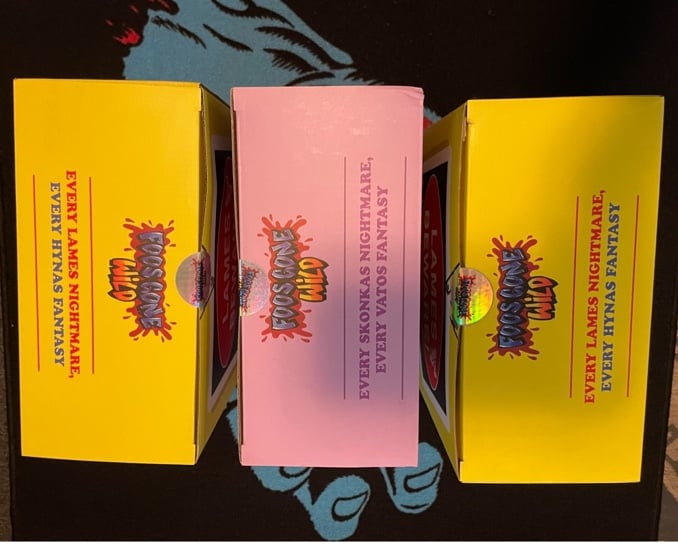 FOOS GONE
WILD
EVERY LAMES NIGHTMARE,
EVERY HYNAS FANTASY
FOOS GONE
WILD
EVERY SKONKAS NIGHTMARE,
EVERY VATOS FANTASY
FOOS GONE
WILD
EVERY LAMES NIGHTMARE,
EVERY HYNAS FANTASY
LAMES